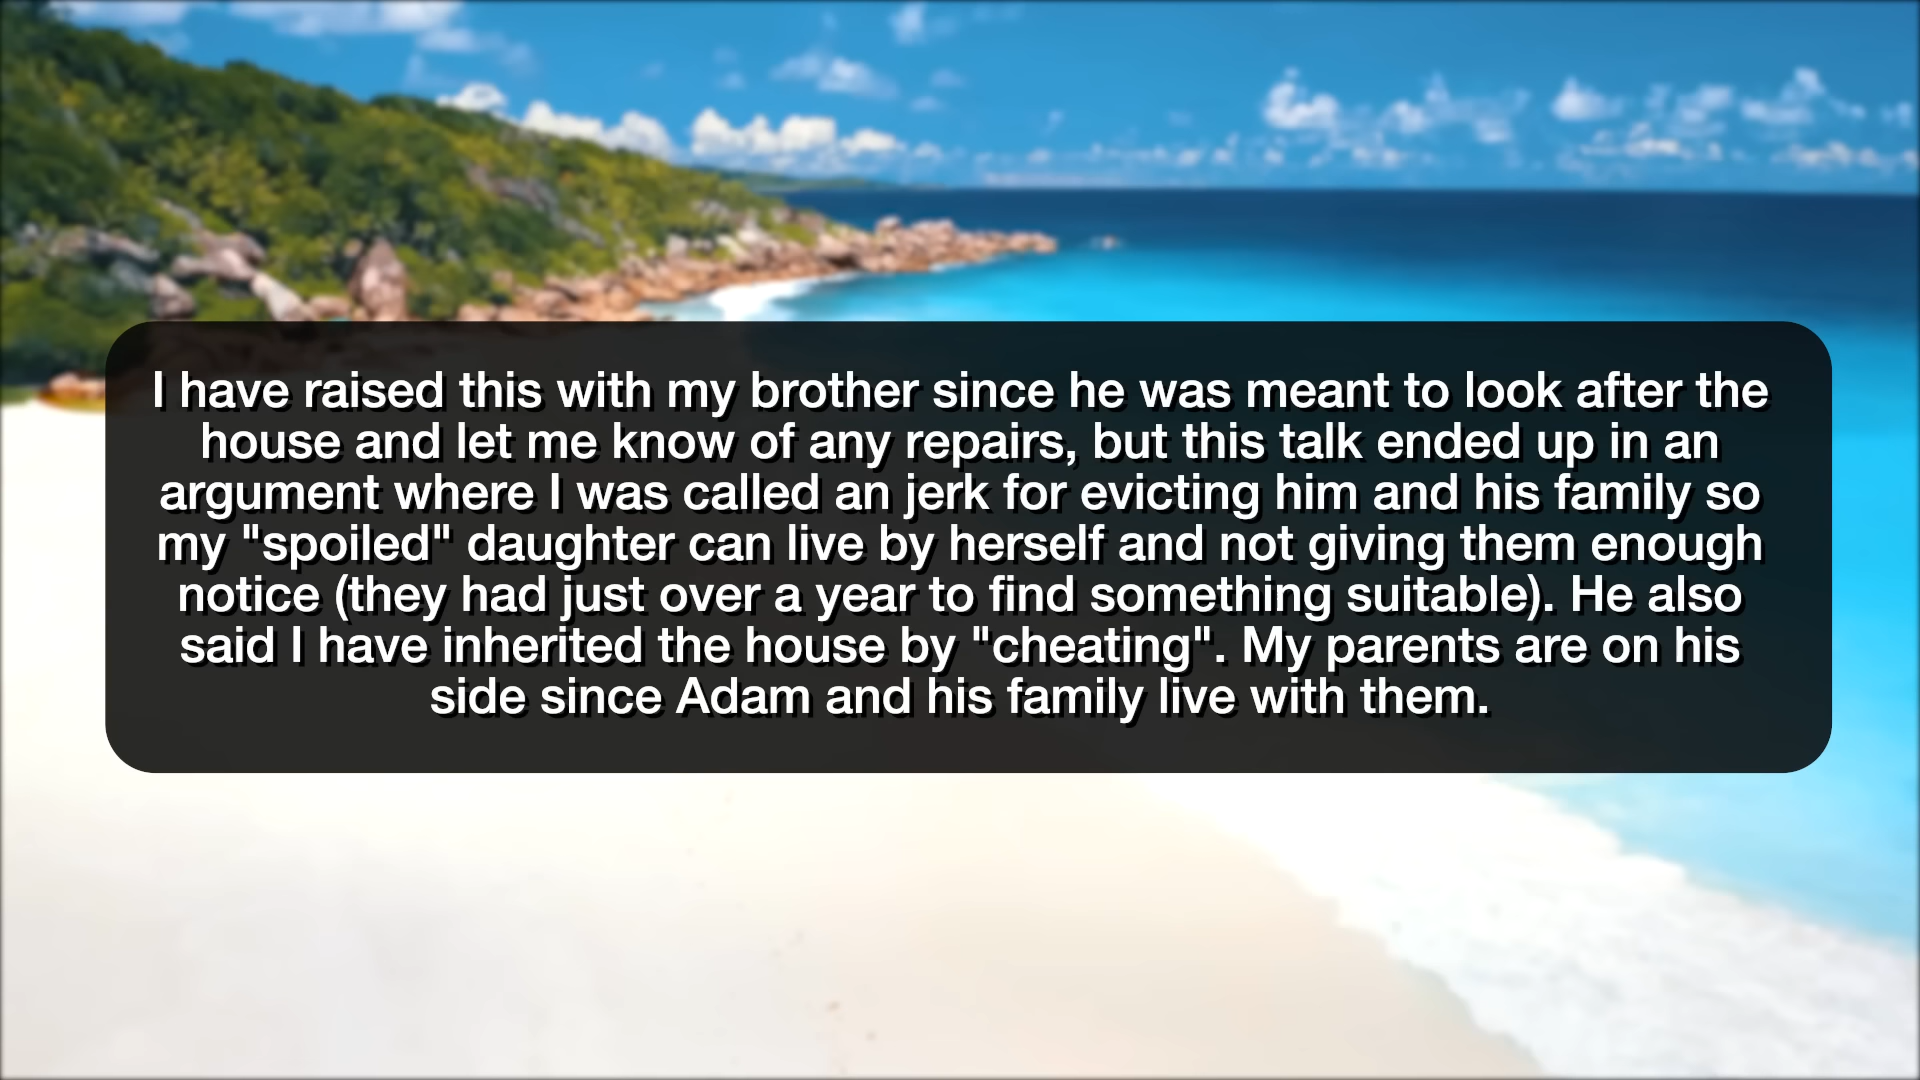 I have raised this with my brother since he was meant to look after the
house and let me know of any repairs, but this talk ended up in an
argument where I was called an jerk for evicting him and his family so
my "spoiled" daughter can live by herself and not giving them enough
notice (they had just over a year to find something suitable). He also
said I have inherited the house by "cheating". My parents are on his
side since Adam and his family live with them.